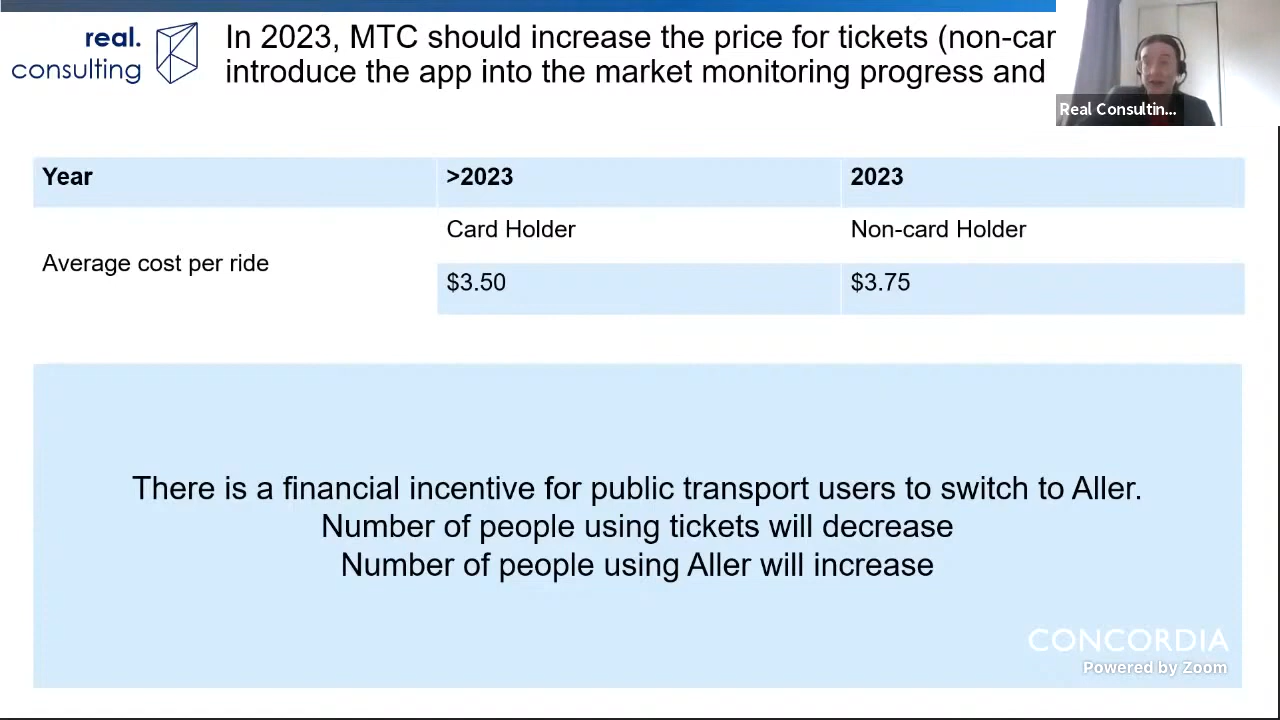 real.
consulting
In 2023, MTC should increase the price for tickets (non-car
introduce the app into the market monitoring progress and
Real Consultin...
Year >2023 2023
Card Holder Non-card Holder
Average cost per ride
$3.50 $3.75
There is a financial incentive for public transport users to switch to Aller.
Number of people using tickets will decrease
Number of people using Aller will increase
CONCORDIA
Powered by Zoom